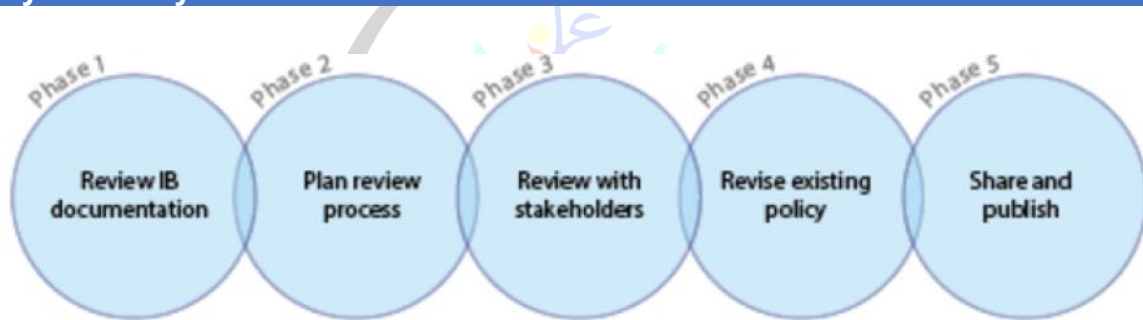 Phase 1
Phase 2
Phase 3
Phase 4
Phase 5
Review IB
documentation
Plan review
process
Review with
stakeholders
Revise existing
policy
Share and
publish